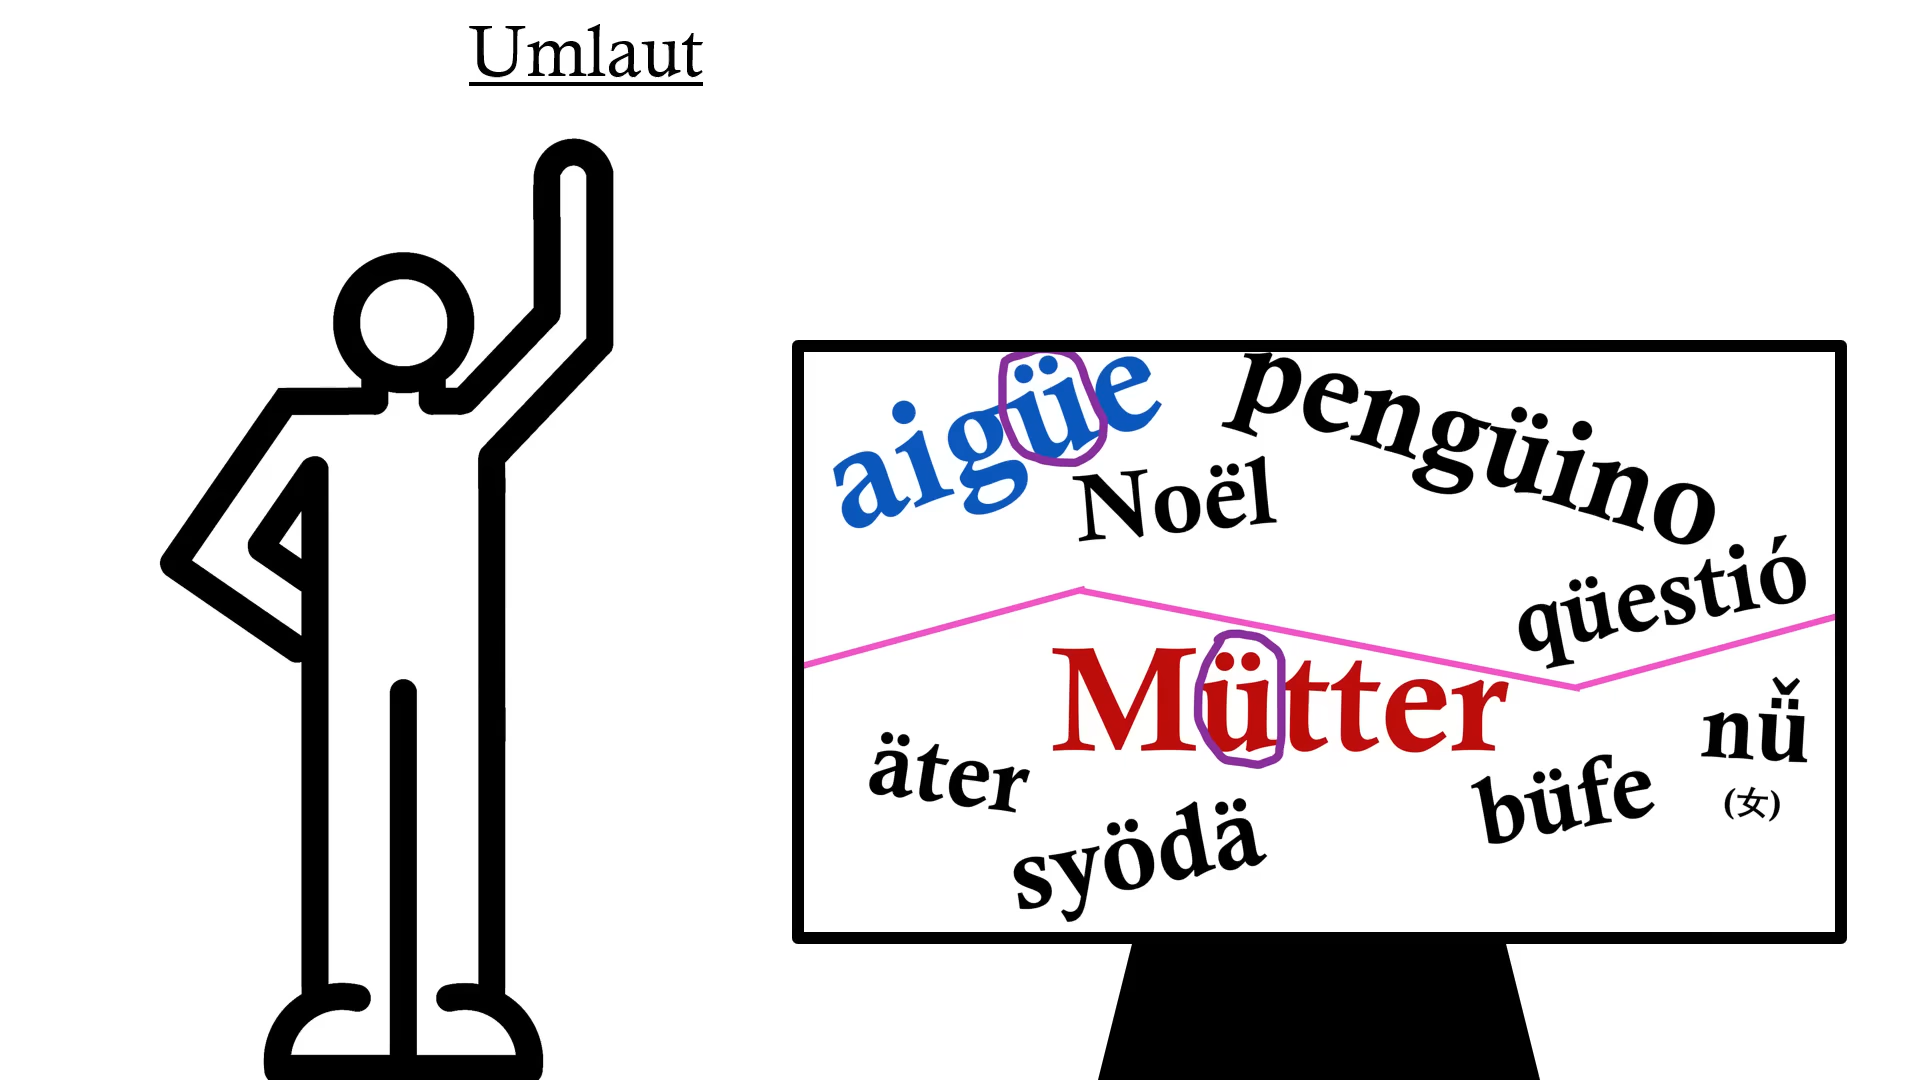 Umlaut
aigüe
pengüino
Noël
qüestió
Mütter
nǚ
(女)
äter
büfe
syödä